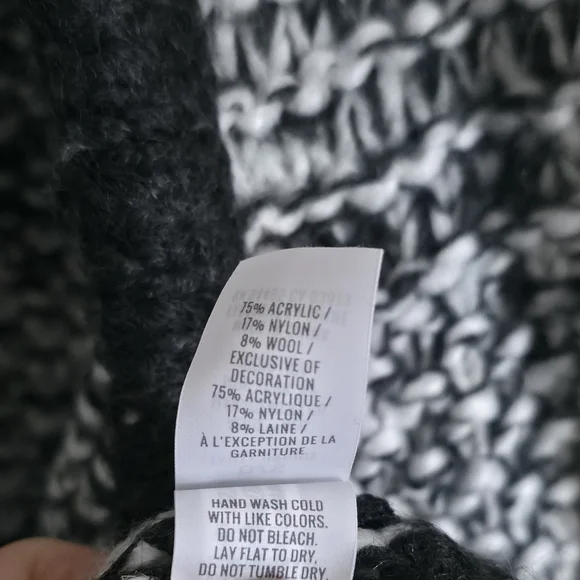 75% ACRYLIC /
17% NYLON /
8% WOOL /
EXCLUSIVE OF
DECORATION
75% ACRYLIQUE /
17% NYLON /
8% LAINE /
À L'EXCEPTION DE LA
GARNITURE
HAND WASH COLD
WITH LIKE COLORS.
DO NOT BLEACH.
LAY FLAT TO DRY.
DO NOT TUMBLE DRY.